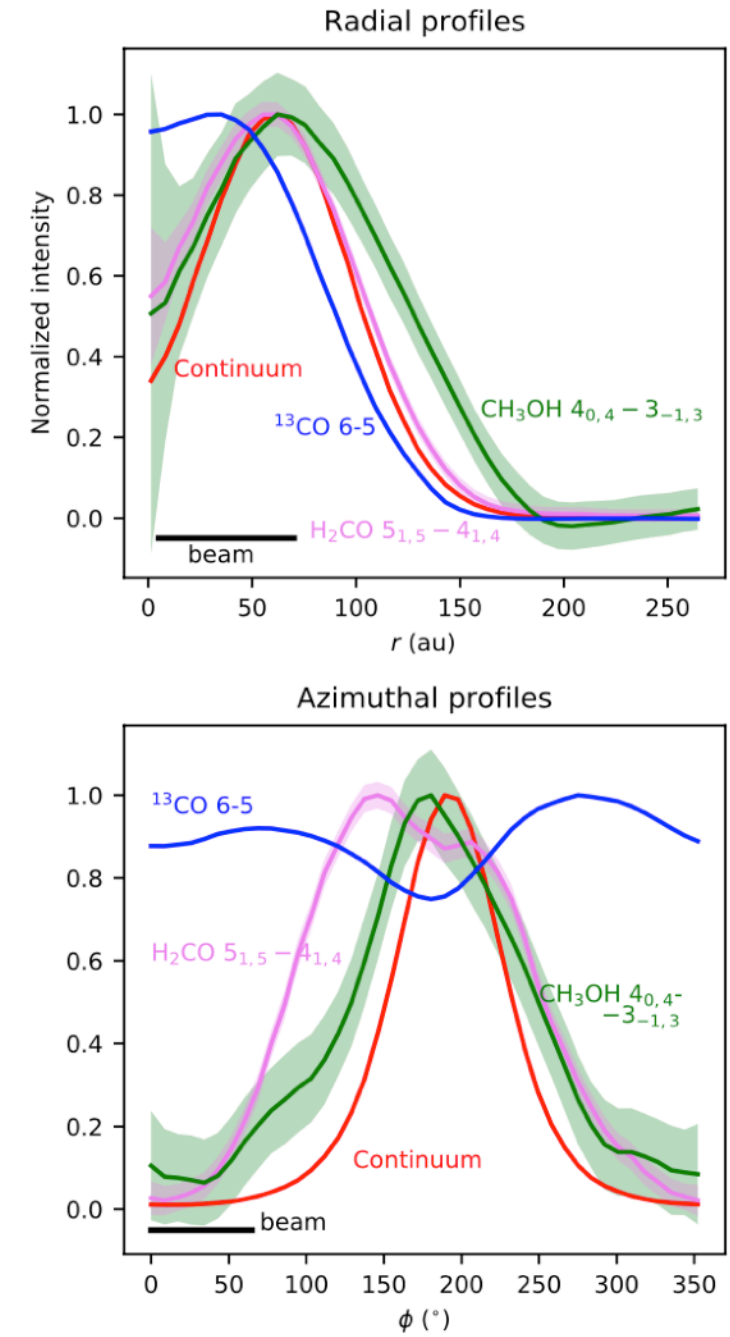 Radial profiles
Normalized intensity
1.0
0.8
0.6
0.4
0.2
0.0
Continuum
¹³CO 6-5
CH₃OH 4₀,₄ − 3₋₁,₃
H₂CO 5₁,₅ − 4₁,₄
beam
0 50 100 150 200 250
r (au)
Azimuthal profiles
1.0
0.8
0.6
0.4
0.2
0.0
¹³CO 6-5
H₂CO 5₁,₅ − 4₁,₄
CH₃OH 4₀,₄-
−3₋₁,₃
Continuum
beam
0 50 100 150 200 250 300 350
ϕ (°)